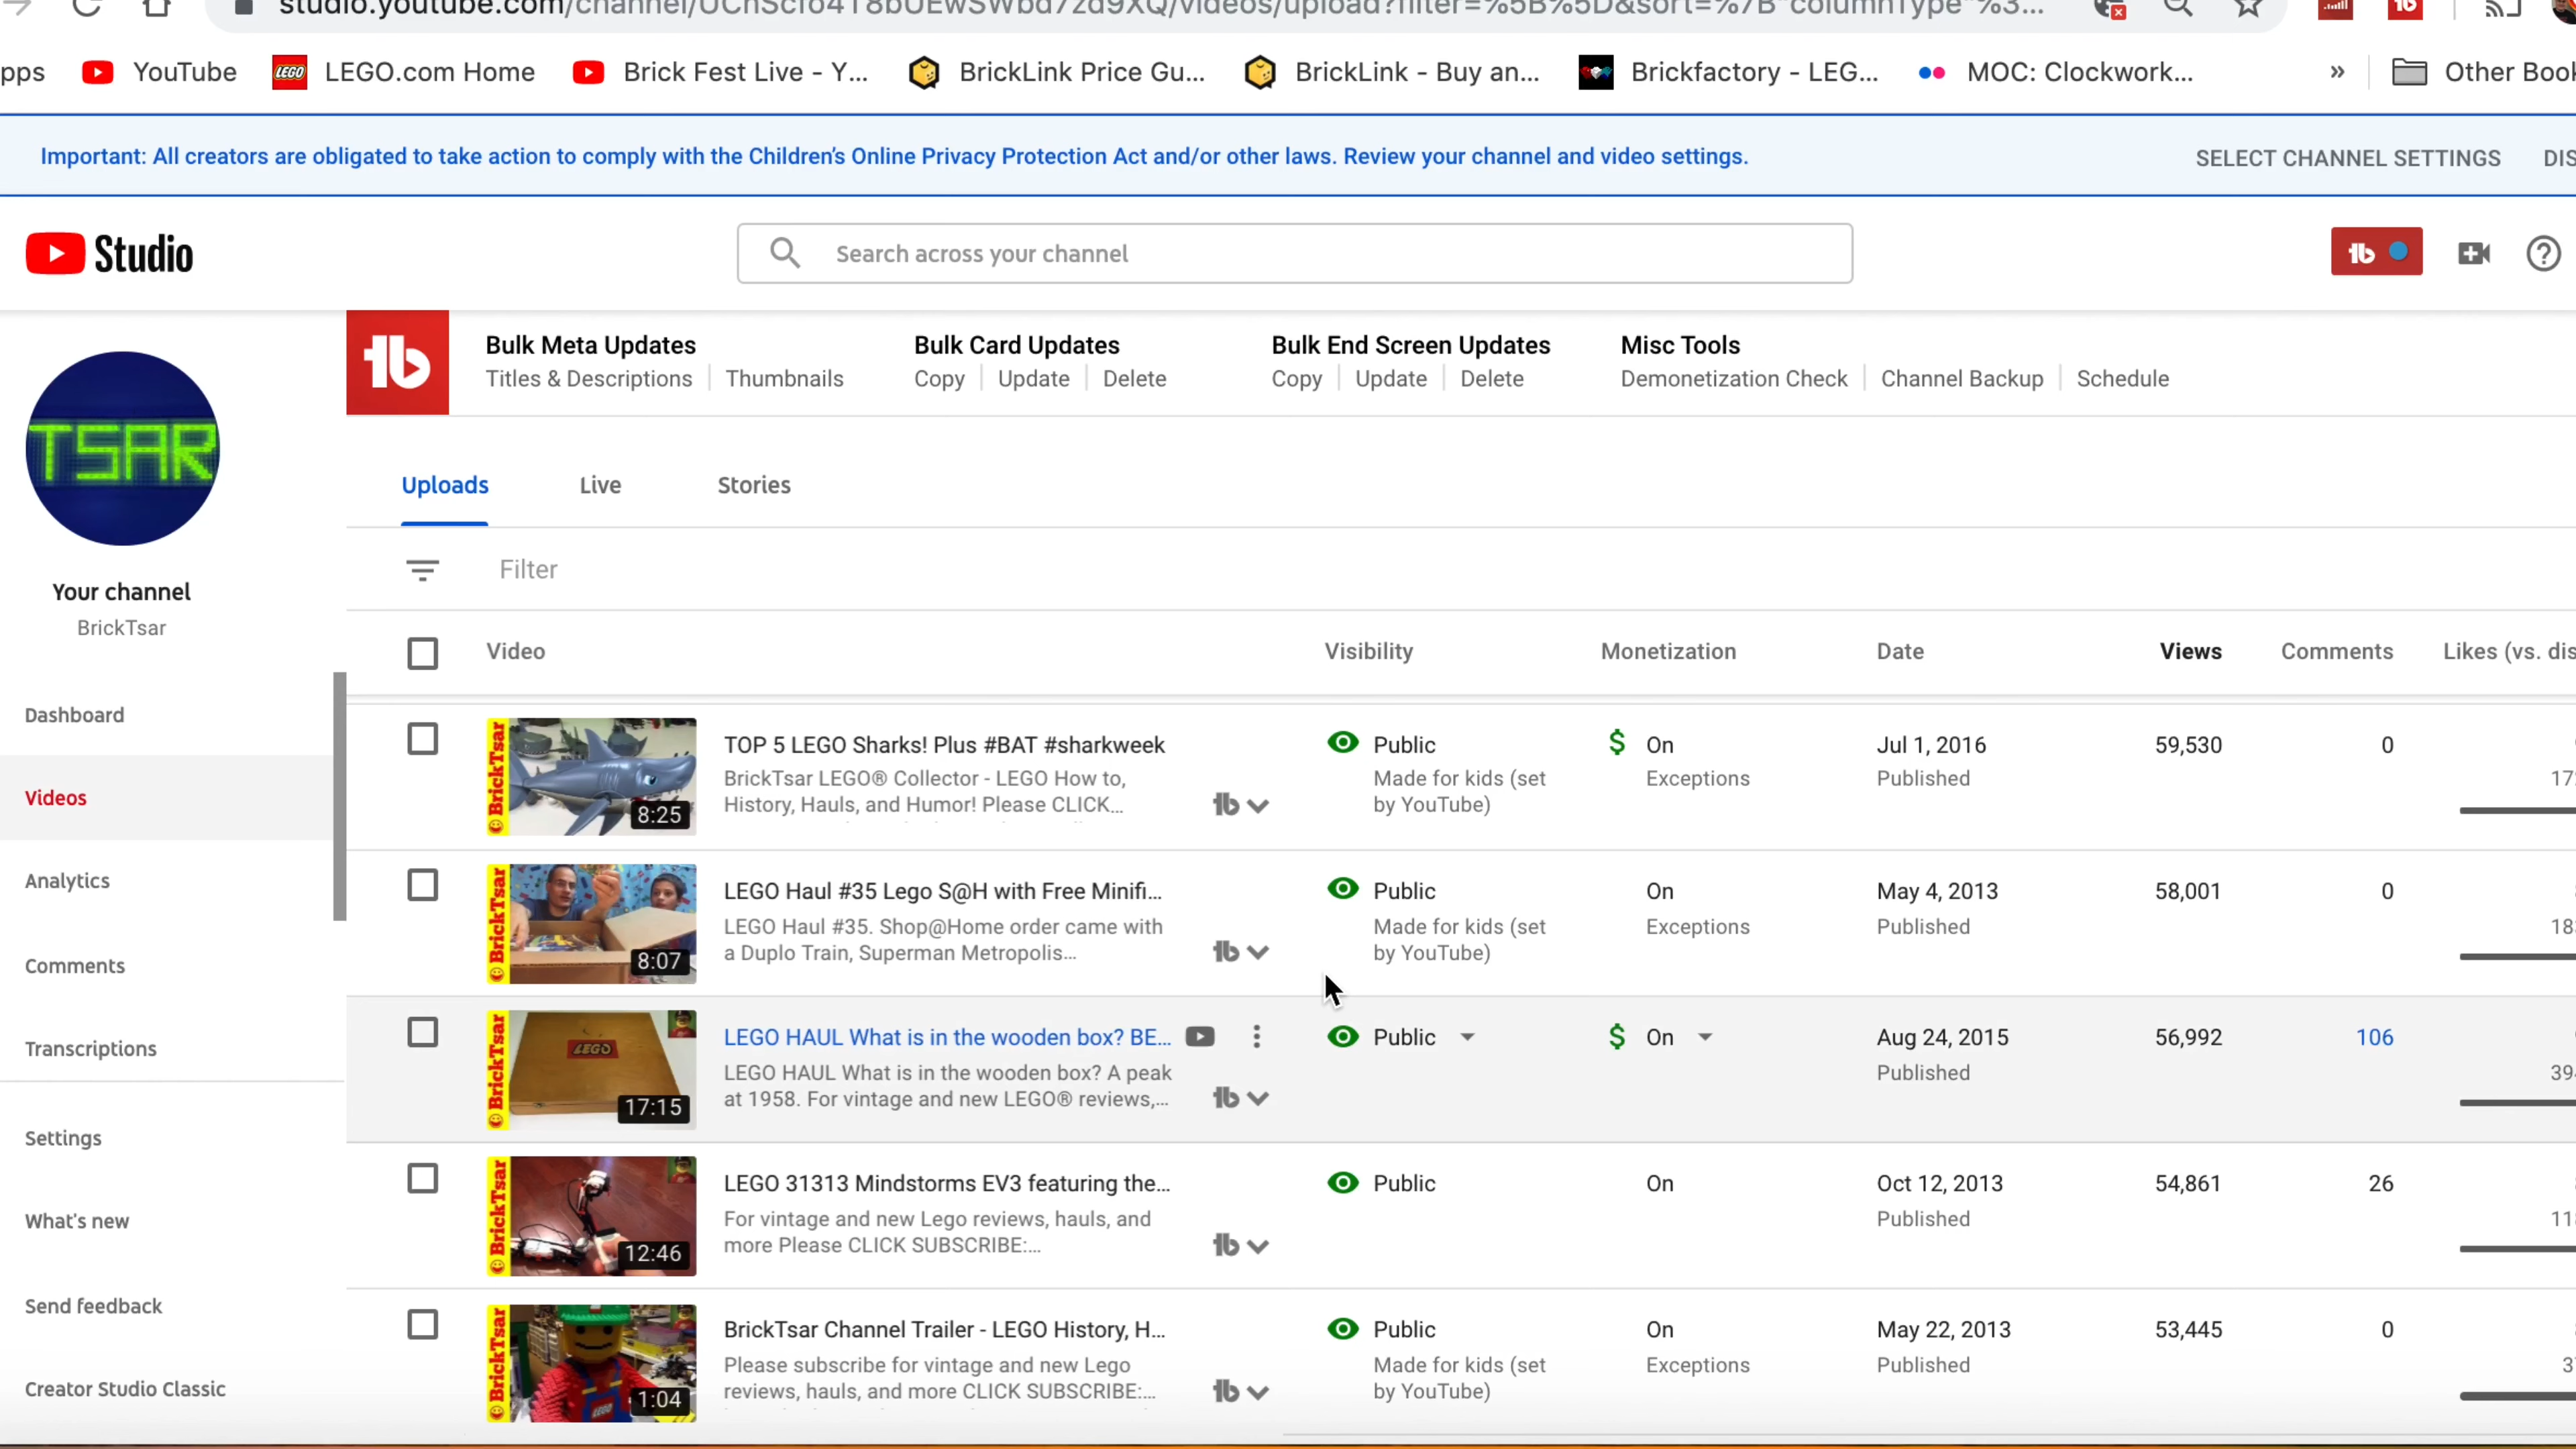 studio.youtube.com/channel/
pps YouTube LEGO.com Home Brick Fest Live - Y... BrickLink Price Gu... BrickLink - Buy an... Brickfactory - LEG... MOC: Clockwork... » Other Book
Important: All creators are obligated to take action to comply with the Children's Online Privacy Protection Act and/or other laws. Review your channel and video settings. SELECT CHANNEL SETTINGS DIS
Studio
Search across your channel
Bulk Meta Updates Bulk Card Updates Bulk End Screen Updates Misc Tools
Titles & Descriptions Thumbnails Copy Update Delete Copy Update Delete Demonetization Check Channel Backup Schedule
TSAR
Uploads Live Stories
Filter
Your channel
BrickTsar
Dashboard
Videos
Analytics
Comments
Transcriptions
Settings
What's new
Send feedback
Creator Studio Classic
Video Visibility Monetization Date Views Comments Likes (vs. dis
BrickTsar
8:25
TOP 5 LEGO Sharks! Plus #BAT #sharkweek Public $ On Jul 1, 2016 59,530 0
BrickTsar LEGO® Collector - LEGO How to, Made for kids (set Exceptions Published
History, Hauls, and Humor! Please CLICK... by YouTube)
BrickTsar
8:07
LEGO Haul #35 Lego S@H with Free Minifi... Public On May 4, 2013 58,001 0
LEGO Haul #35. Shop@Home order came with Made for kids (set Exceptions Published
a Duplo Train, Superman Metropolis... by YouTube)
BrickTsar
LEGO
17:15
LEGO HAUL What is in the wooden box? BE... Public $ On Aug 24, 2015 56,992 106
LEGO HAUL What is in the wooden box? A peak Published
at 1958. For vintage and new LEGO® reviews,...
BrickTsar
12:46
LEGO 31313 Mindstorms EV3 featuring the... Public On Oct 12, 2013 54,861 26
For vintage and new Lego reviews, hauls, and Published
more Please CLICK SUBSCRIBE:...
BrickTsar
LEGO
1:04
BrickTsar Channel Trailer - LEGO History, H... Public On May 22, 2013 53,445 0
Please subscribe for vintage and new Lego Made for kids (set Exceptions Published
reviews, hauls, and more CLICK SUBSCRIBE:... by YouTube)